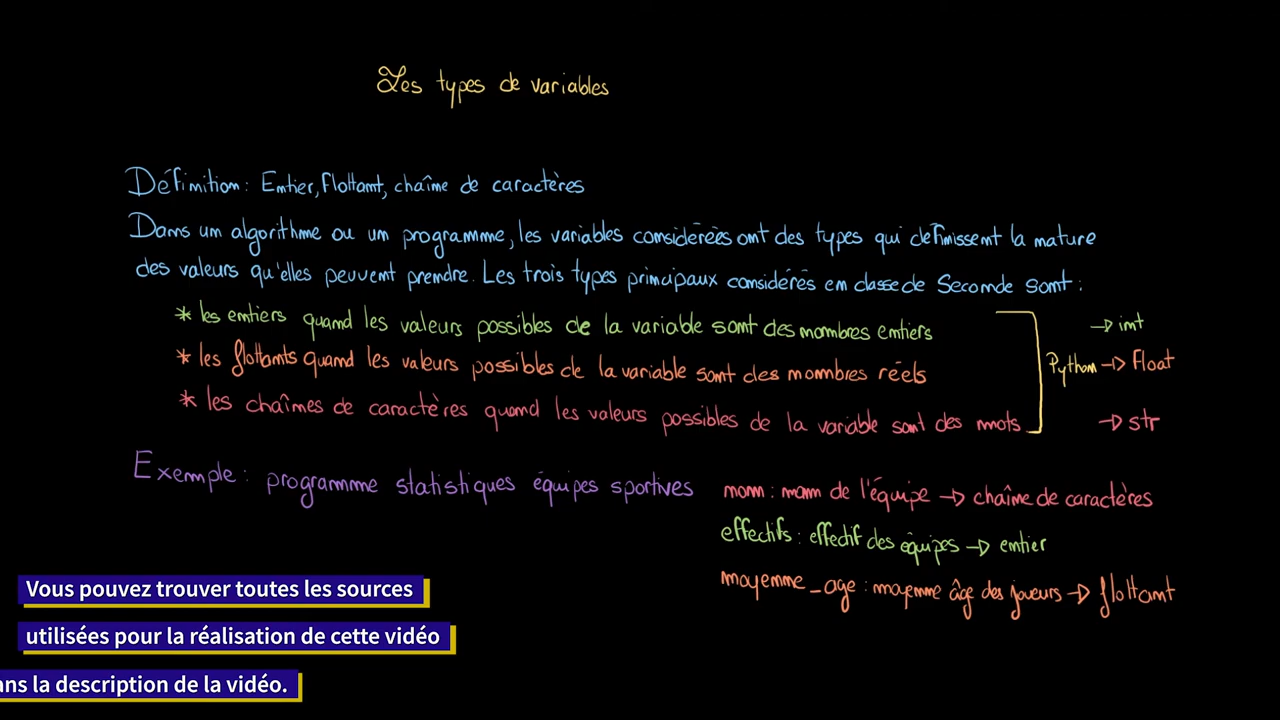 Les types de variables
Définition : Entier, flottant, chaîne de caractères
Dans un algorithme ou un programme, les variables considérées ont des types qui définissent la nature
des valeurs qu'elles peuvent prendre. Les trois types principaux considérés en classe de Seconde sont :
* les entiers quand les valeurs possibles de la variable sont des nombres entiers
* les flottants quand les valeurs possibles de la variable sont des nombres réels
* les chaînes de caractères quand les valeurs possibles de la variable sont des mots
→ int
Python → Float
→ str
Exemple : programme statistiques équipes sportives
nom : nom de l'équipe → chaîne de caractères
effectifs : effectif des équipes → entier
moyenne_age : moyenne âge des joueurs → flottant
Vous pouvez trouver toutes les sources
utilisées pour la réalisation de cette vidéo
ans la description de la vidéo.